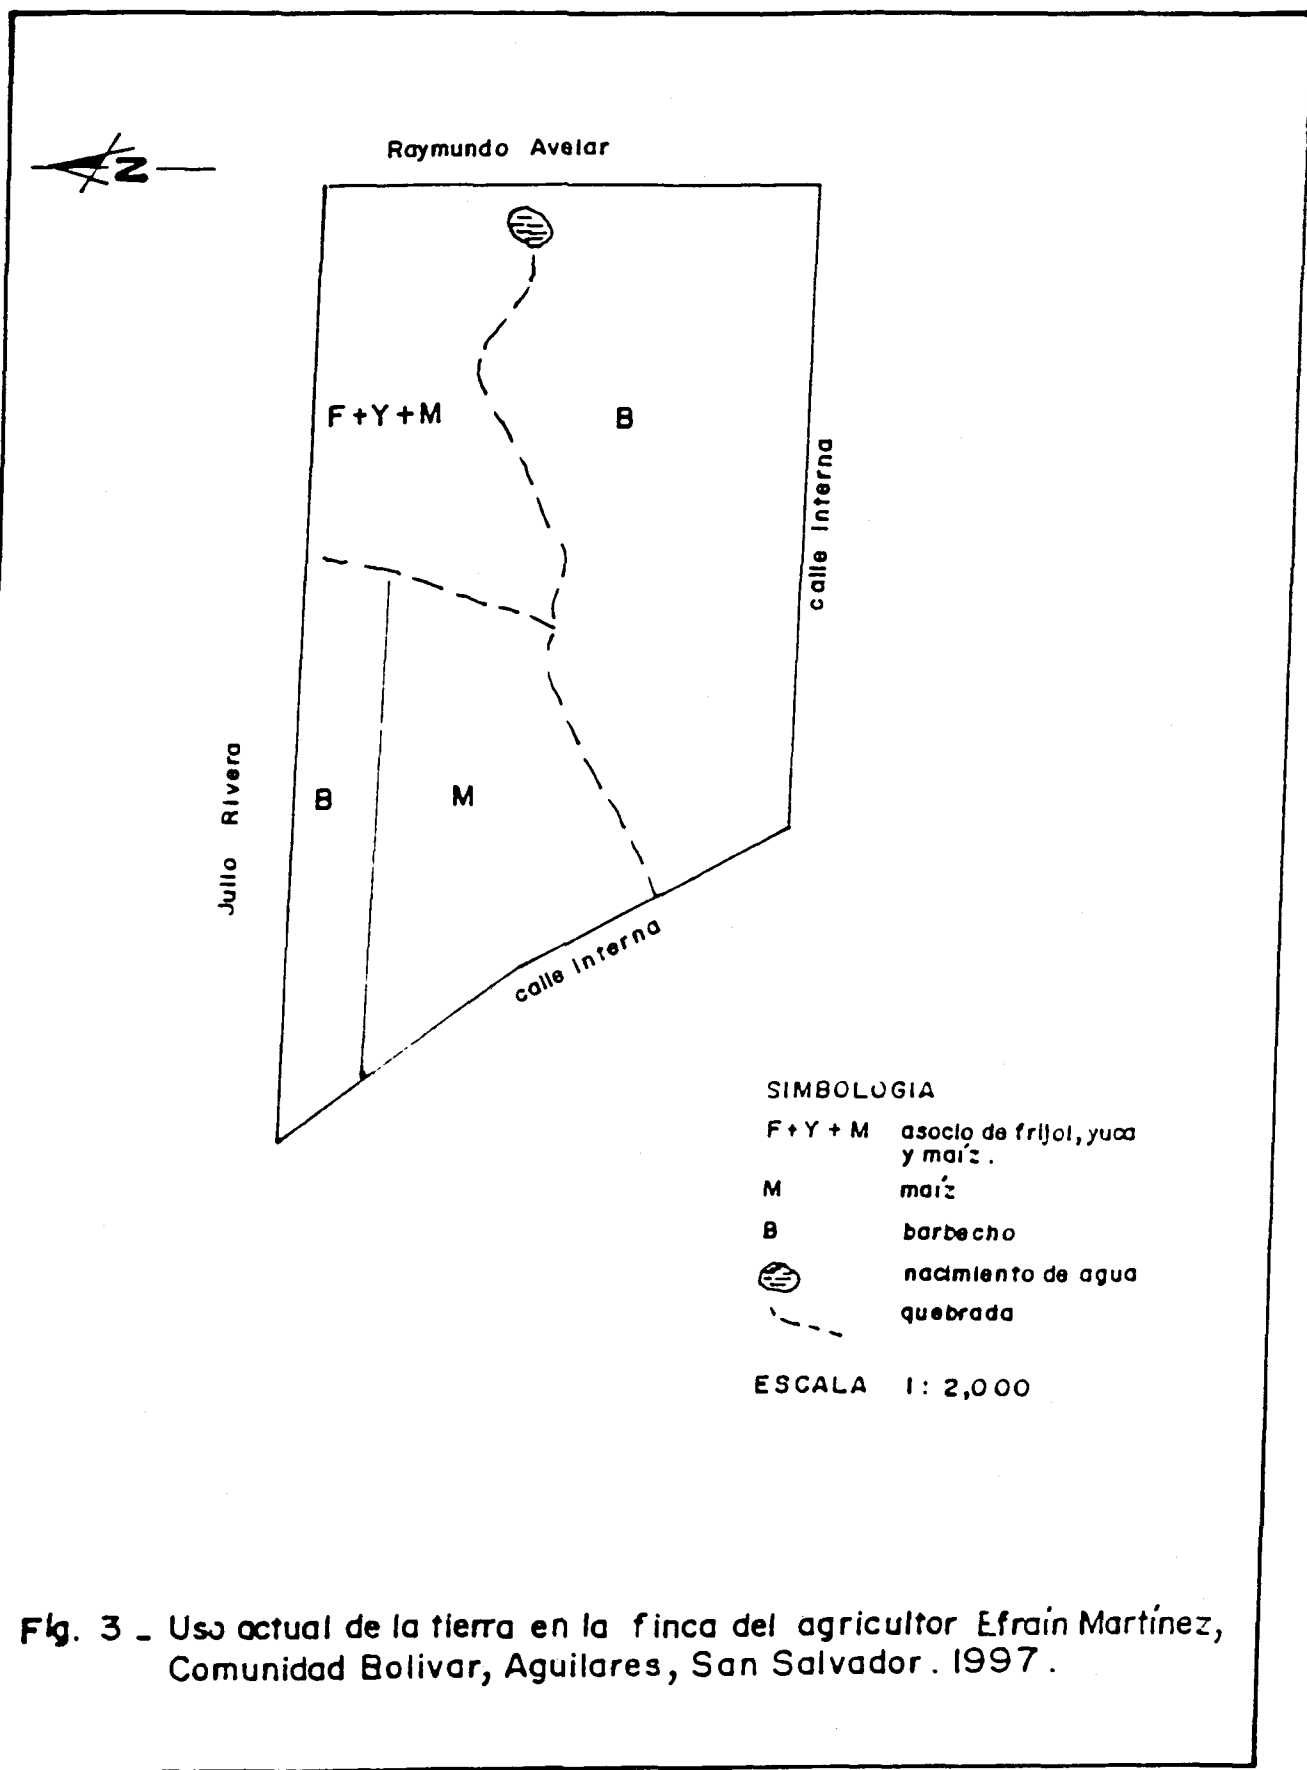 N
Raymundo Avelar
F+Y+M
B
calle Interna
Julio Rivera
B
M
calle Interna
SIMBOLOGIA
F+Y+M asocio de frijol, yuca
y maíz.
M maíz
B barbecho
nacimiento de agua
quebrada
ESCALA 1: 2,000
Fig. 3 - Uso actual de la tierra en la finca del agricultor Efraín Martínez,
Comunidad Bolivar, Aguilares, San Salvador. 1997.